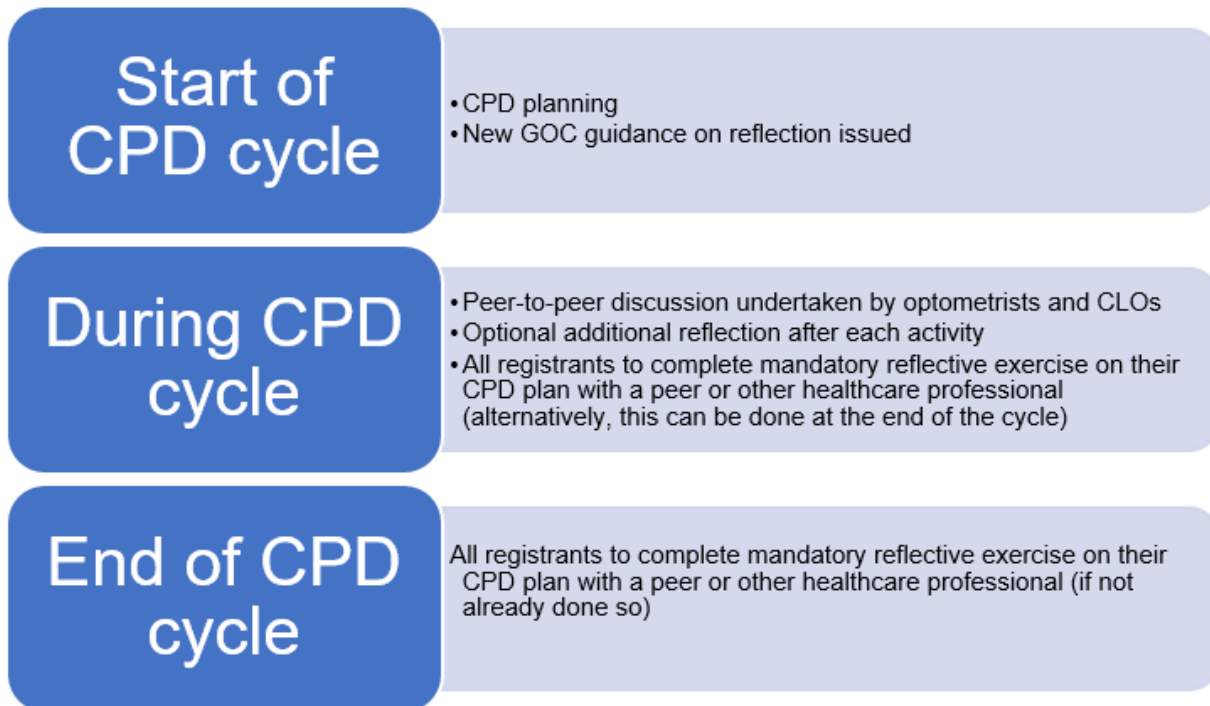 Start of
CPD cycle
• CPD planning
• New GOC guidance on reflection issued
During CPD
cycle
• Peer-to-peer discussion undertaken by optometrists and CLOs
• Optional additional reflection after each activity
• All registrants to complete mandatory reflective exercise on their
CPD plan with a peer or other healthcare professional
(alternatively, this can be done at the end of the cycle)
End of CPD
cycle
All registrants to complete mandatory reflective exercise on their
CPD plan with a peer or other healthcare professional (if not
already done so)